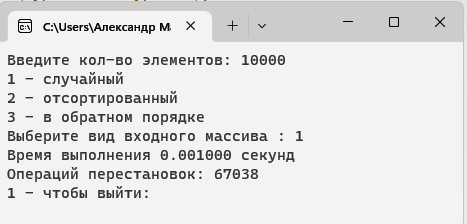 C:\Users\Александр Ма
Введите кол-во элементов: 10000
1 - случайный
2 - отсортированный
3 - в обратном порядке
Выберите вид входного массива : 1
Время выполнения 0.001000 секунд
Операций перестановок: 67038
1 - чтобы выйти: